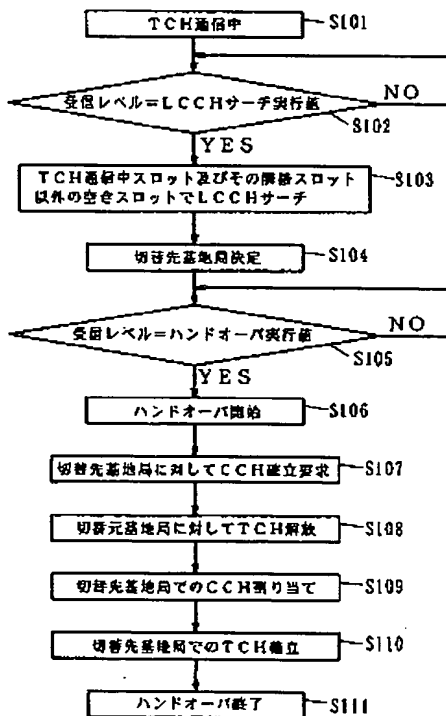 TCH通信中
S101
受信レベル=LCCHサーチ実行値
NO
S102
YES
TCH通信中スロット及びその隣接スロット
以外の空きスロットでLCCHサーチ
S103
切替先基地局決定
S104
受信レベル=ハンドオーバ実行値
NO
S105
YES
ハンドオーバ開始
S106
切替先基地局に対してCCH確立要求
S107
切替元基地局に対してTCH解放
S108
切替先基地局でのCCH割り当て
S109
切替先基地局でのTCH確立
S110
ハンドオーバ終了
S111